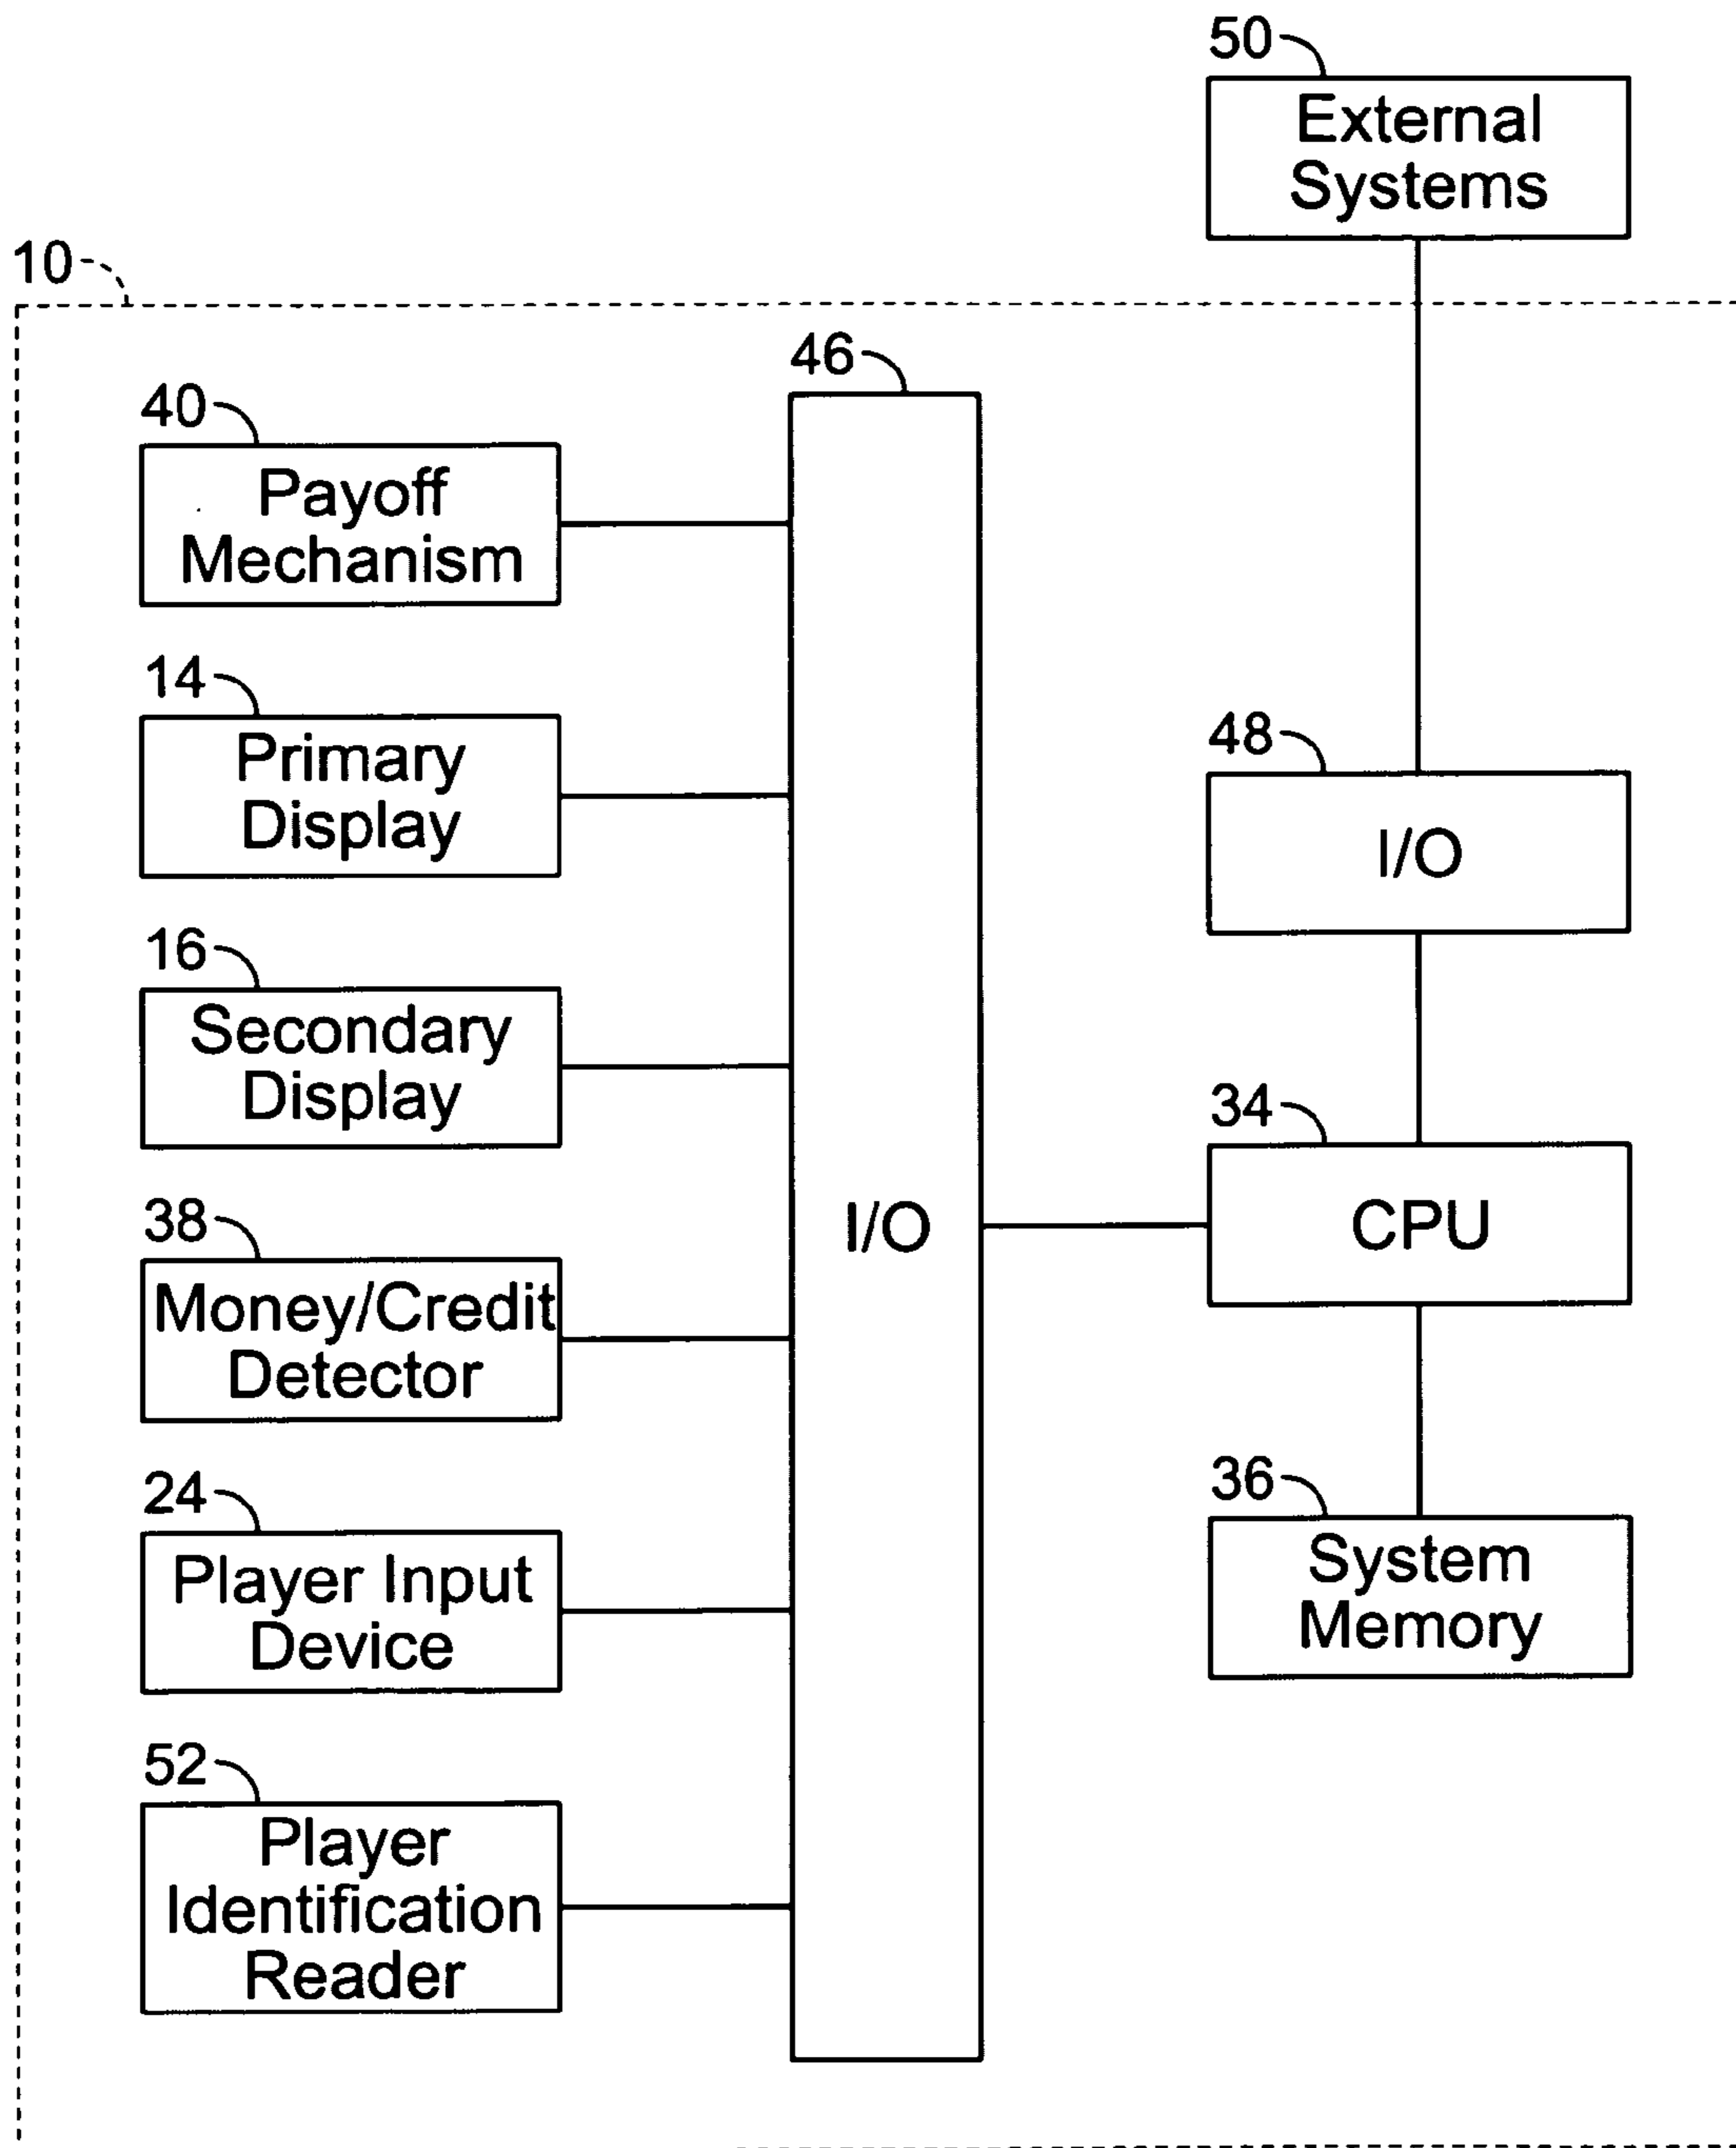 50
External
Systems
10
46
40
Payoff
Mechanism
14
Primary
Display
48
I/O
16
Secondary
Display
34
CPU
38
Money/Credit
Detector
I/O
24
Player Input
Device
36
System
Memory
52
Player
Identification
Reader